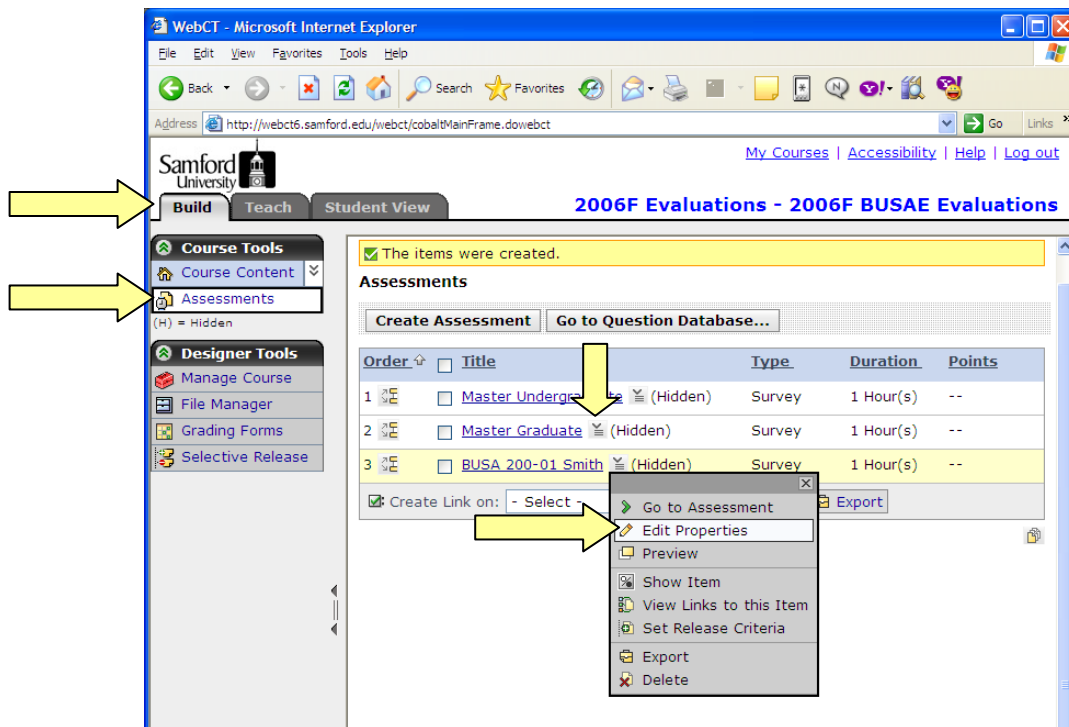 WebCT - Microsoft Internet Explorer
File Edit View Favorites Tools Help
Back Search Favorites
Address http://webct6.samford.edu/webct/cobaltMainFrame.dowebct Go Links »
Samford University
My Courses | Accessibility | Help | Log out
Build Teach Student View 2006F Evaluations - 2006F BUSAE Evaluations
Course Tools
Course Content
Assessments
(H) = Hidden
Designer Tools
Manage Course
File Manager
Grading Forms
Selective Release
The items were created.
Assessments
Create Assessment Go to Question Database...
Order Title Type Duration Points
1 Master Undergra te (Hidden) Survey 1 Hour(s) --
2 Master Graduate (Hidden) Survey 1 Hour(s) --
3 BUSA 200-01 Smith (Hidden) Survey 1 Hour(s) --
Create Link on: - Select - Export
Go to Assessment
Edit Properties
Preview
Show Item
View Links to this Item
Set Release Criteria
Export
Delete